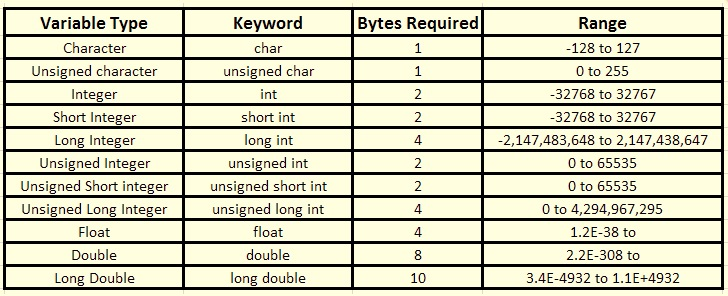 Variable Type Keyword Bytes Required Range
Character char 1 -128 to 127
Unsigned character unsigned char 1 0 to 255
Integer int 2 -32768 to 32767
Short Integer short int 2 -32768 to 32767
Long Integer long int 4 -2,147,483,648 to 2,147,438,647
Unsigned Integer unsigned int 2 0 to 65535
Unsigned Short integer unsigned short int 2 0 to 65535
Unsigned Long Integer unsigned long int 4 0 to 4,294,967,295
Float float 4 1.2E-38 to
Double double 8 2.2E-308 to
Long Double long double 10 3.4E-4932 to 1.1E+4932